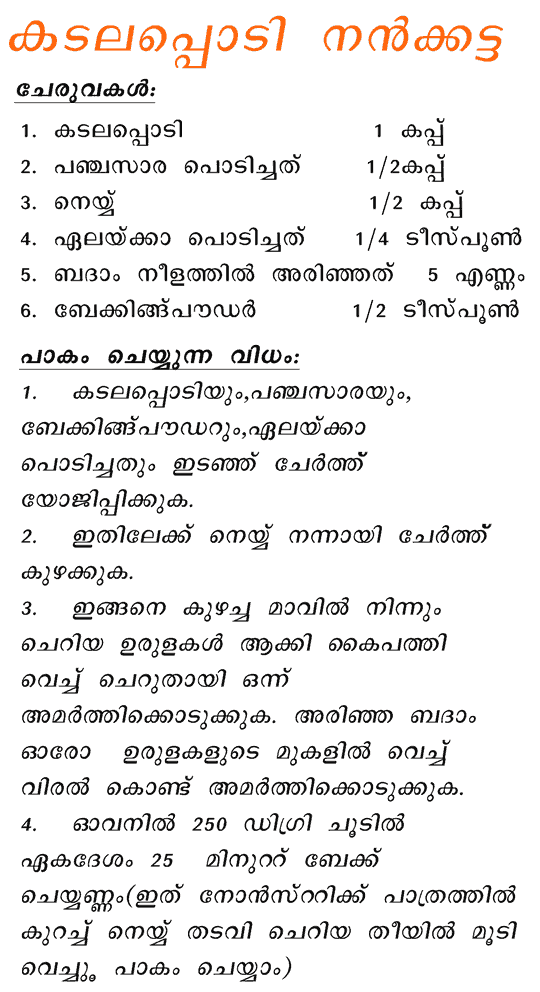 കടലപ്പൊടി നൻക്കട്ട
ചേരുവകൾ:
1. കടലപ്പൊടി 1 കപ്പ്
2. പഞ്ചസാര പൊടിച്ചത് 1/2കപ്പ്
3. നെയ്യ് 1/2 കപ്പ്
4. ഏലയ്ക്കാ പൊടിച്ചത് 1/4 ടീസ്പൂൺ
5. ബദാം നീളത്തിൽ അരിഞ്ഞത് 5 എണ്ണം
6. ബേക്കിങ്ങ്പൗഡർ 1/2 ടീസ്പൂൺ
പാകം ചെയ്യുന്ന വിധം:
1. കടലപ്പൊടിയും,പഞ്ചസാരയും,
ബേക്കിങ്ങ്പൗഡറും,ഏലയ്ക്കാ
പൊടിച്ചതും ഇടഞ്ഞ് ചേർത്ത്
യോജിപ്പിക്കുക.
2. ഇതിലേക്ക് നെയ്യ് നന്നായി ചേർത്ത്
കുഴക്കുക.
3. ഇങ്ങനെ കുഴച്ച മാവിൽ നിന്നും
ചെറിയ ഉരുളകൾ ആക്കി കൈപത്തി
വെച്ച് ചെറുതായി ഒന്ന്
അമർത്തിക്കൊടുക്കുക. അരിഞ്ഞ ബദാം
ഓരോ ഉരുളകളുടെ മുകളിൽ വെച്ച്
വിരൽ കൊണ്ട് അമർത്തിക്കൊടുക്കുക.
4. ഓവനിൽ 250 ഡിഗ്രി ചൂടിൽ
ഏകദേശം 25 മിനുററ് ബേക്ക്
ചെയ്യണ്ണം(ഇത് നോൻസ്ററിക്ക് പാത്രത്തിൽ
കുറച്ച് നെയ്യ് തടവി ചെറിയ തീയിൽ മൂടി
വെച്ചൂ പാകം ചെയ്യാം)